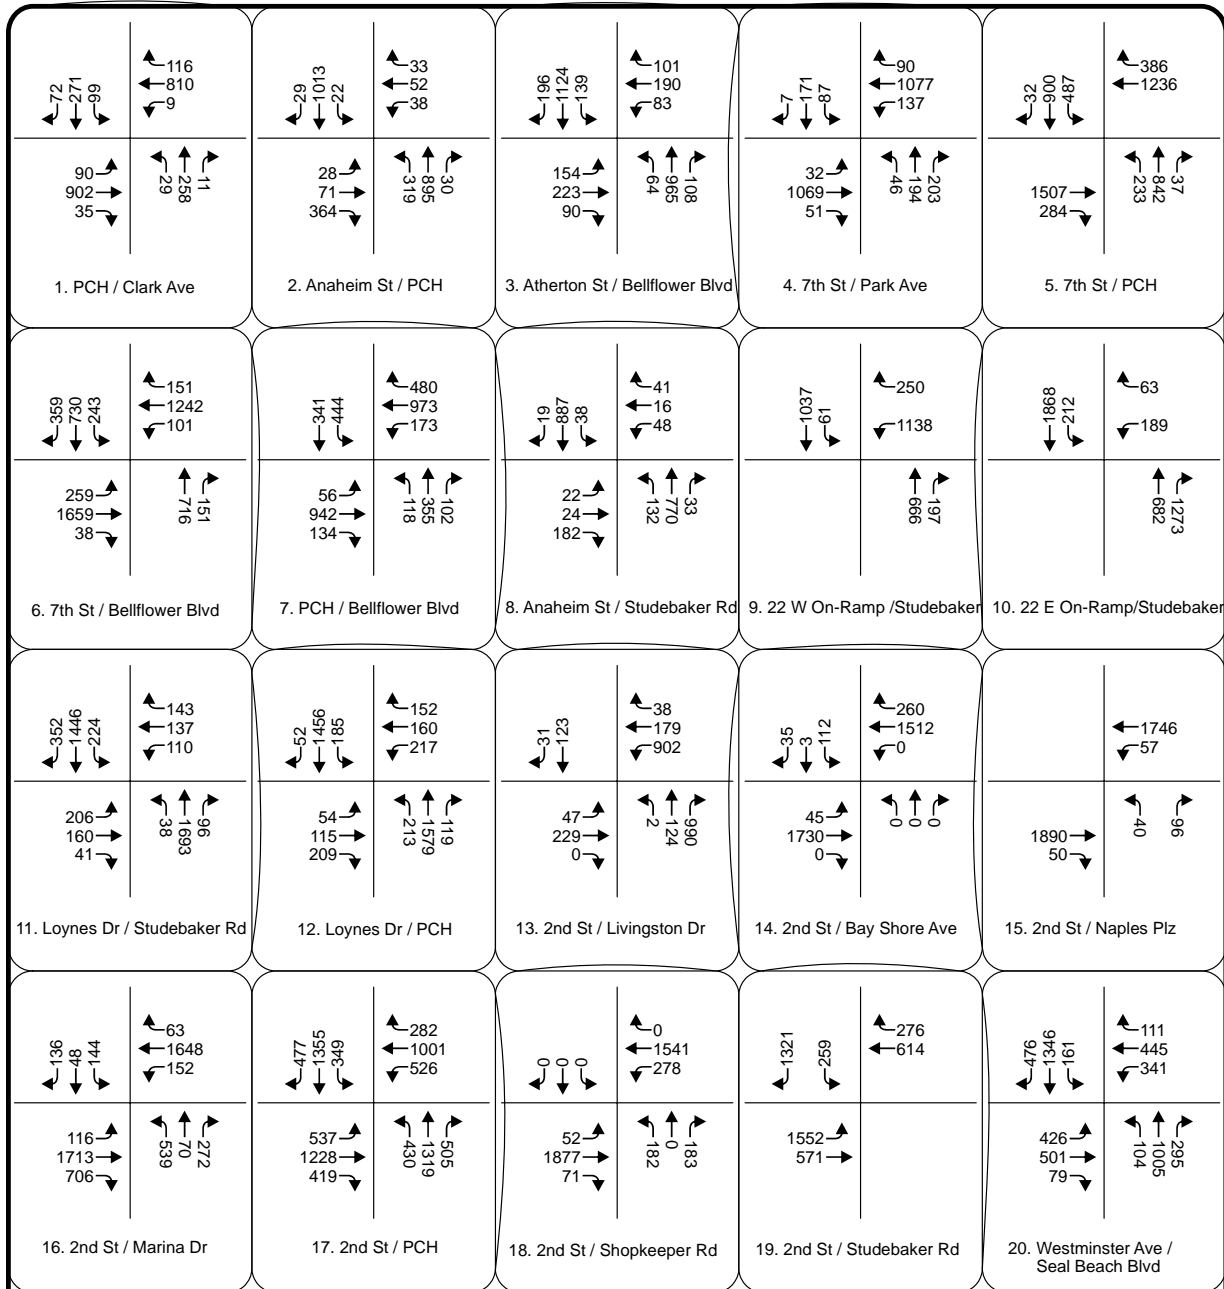 72 271 99
116
810
9
90
902
35
29 258 11
1. PCH / Clark Ave
29 1013 22
33
52
38
28
71
364
319 895 30
2. Anaheim St / PCH
196 1124 139
101
190
83
154
223
90
64 965 108
3. Atherton St / Bellflower Blvd
7 171 87
90
1077
137
32
1069
51
46 194 203
4. 7th St / Park Ave
32 900 487
386
1236
1507
284
233 842 37
5. 7th St / PCH
359 730 243
151
1242
101
259
1659
38
716 151
6. 7th St / Bellflower Blvd
341 444
480
973
173
56
942
134
118 355 102
7. PCH / Bellflower Blvd
19 887 38
41
16
48
22
24
182
132 770 33
8. Anaheim St / Studebaker Rd
1037 61
250
1138
666 197
9. 22 W On-Ramp /Studebaker
1868 212
63
189
682 1273
10. 22 E On-Ramp/Studebaker
352 1446 224
143
137
110
206
160
41
38 1693 96
11. Loynes Dr / Studebaker Rd
52 1456 185
152
160
217
54
115
209
213 1579 119
12. Loynes Dr / PCH
31 123
38
179
902
47
229
0
2 124 990
13. 2nd St / Livingston Dr
35 3 112
260
1512
0
45
1730
0
0 0 0
14. 2nd St / Bay Shore Ave
1746
57
1890
50
40 96
15. 2nd St / Naples Plz
136 48 144
63
1648
152
116
1713
706
539 70 272
16. 2nd St / Marina Dr
477 1355 349
282
1001
526
537
1228
419
430 1319 505
17. 2nd St / PCH
0 0 0
0
1541
278
52
1877
71
182 0 183
18. 2nd St / Shopkeeper Rd
1321 259
276
614
1552
571
19. 2nd St / Studebaker Rd
476 1346 161
111
445
341
426
501
79
104 1005 295
20. Westminster Ave /
Seal Beach Blvd